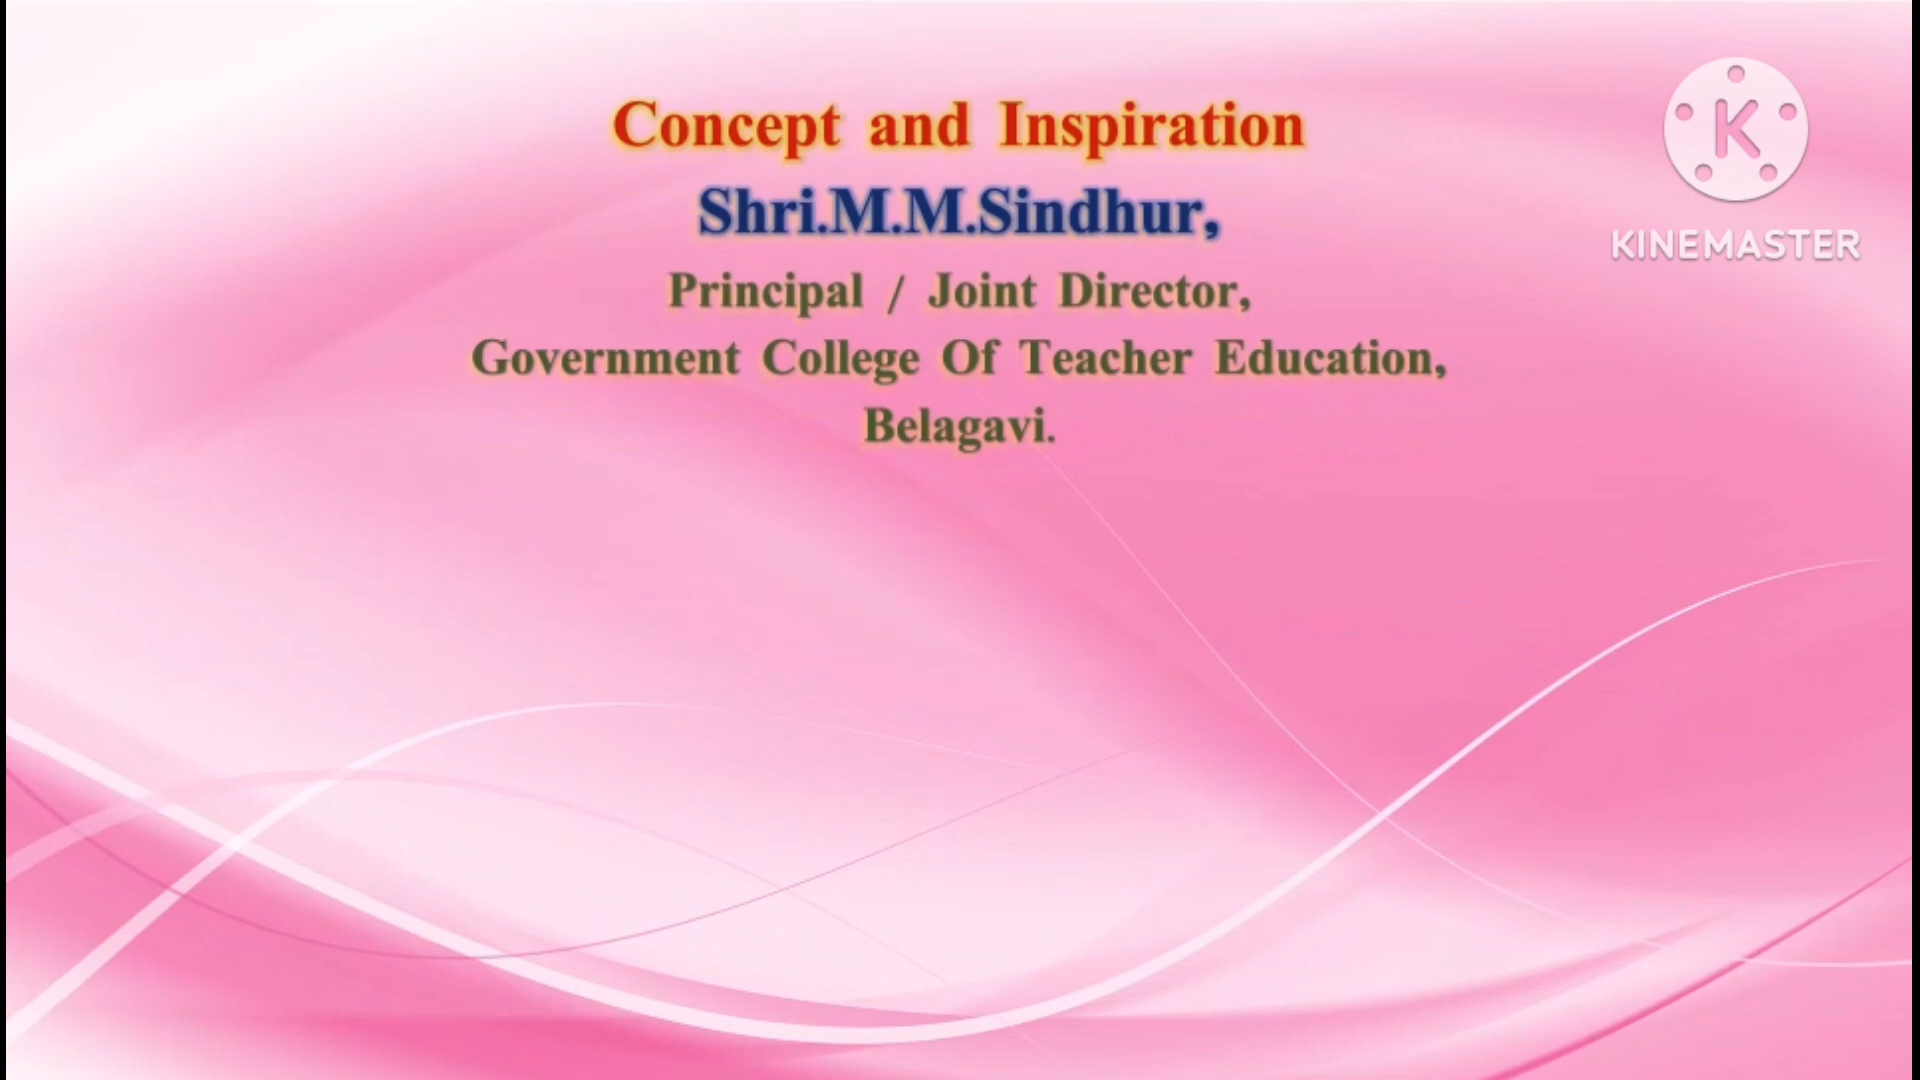 Concept and Inspiration
Shri.M.M.Sindhur,
Principal / Joint Director,
Government College Of Teacher Education,
Belagavi.
K
KINEMASTER